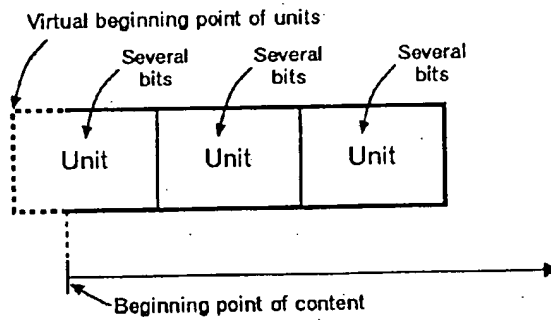 Virtual beginning point of units
Several
bits
Several
bits
Several
bits
Unit
Unit
Unit
Beginning point of content